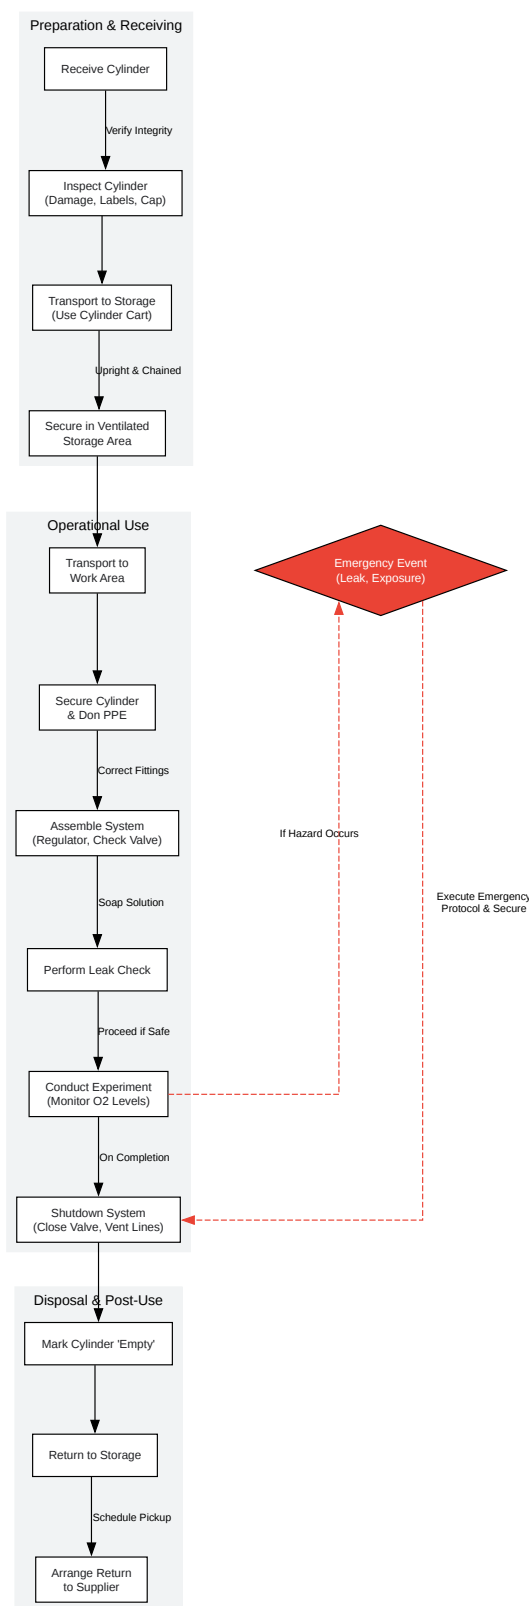 Preparation & Receiving
Receive Cylinder
Verify Integrity
Inspect Cylinder
(Damage, Labels, Cap)
Transport to Storage
(Use Cylinder Cart)
Upright & Chained
Secure in Ventilated
Storage Area
Operational Use
Transport to
Work Area
Emergency Event
(Leak, Exposure)
Secure Cylinder
& Don PPE
Correct Fittings
Assemble System
(Regulator, Check Valve)
If Hazard Occurs
Soap Solution
Execute Emergency
Protocol & Secure
Perform Leak Check
Proceed if Safe
Conduct Experiment
(Monitor O2 Levels)
On Completion
Shutdown System
(Close Valve, Vent Lines)
Disposal & Post-Use
Mark Cylinder 'Empty'
Return to Storage
Schedule Pickup
Arrange Return
to Supplier